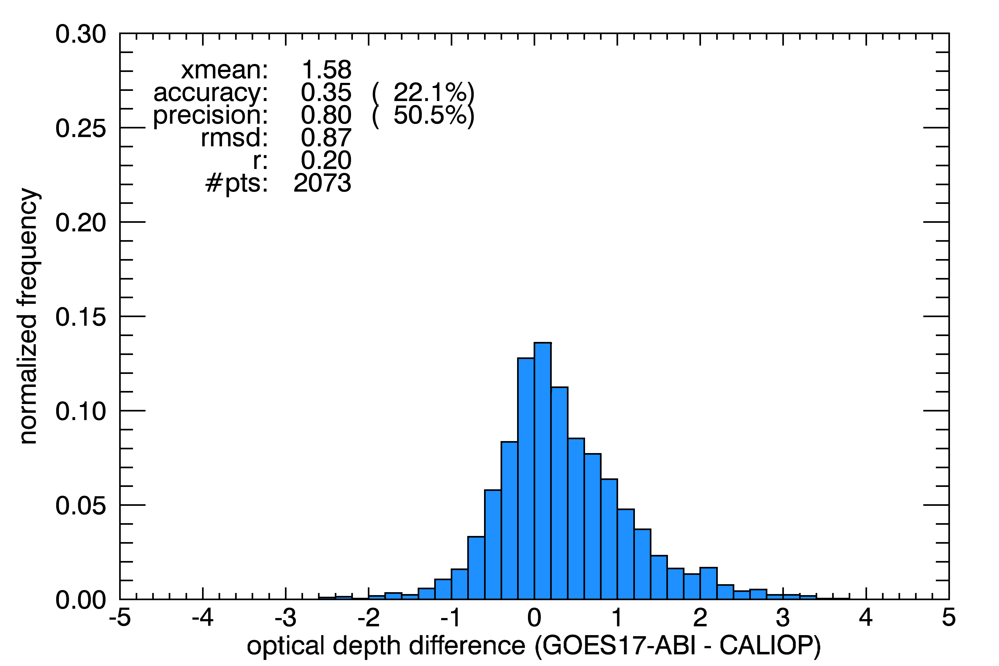 0.30
xmean: 1.58
accuracy: 0.35 ( 22.1%)
precision: 0.80 ( 50.5%)
0.25
rmsd: 0.87
r: 0.20
#pts: 2073
0.20
normalized frequency
0.15
0.10
0.05
0.00
-5 -4 -3 -2 -1 0 1 2 3 4 5
optical depth difference (GOES17-ABI - CALIOP)